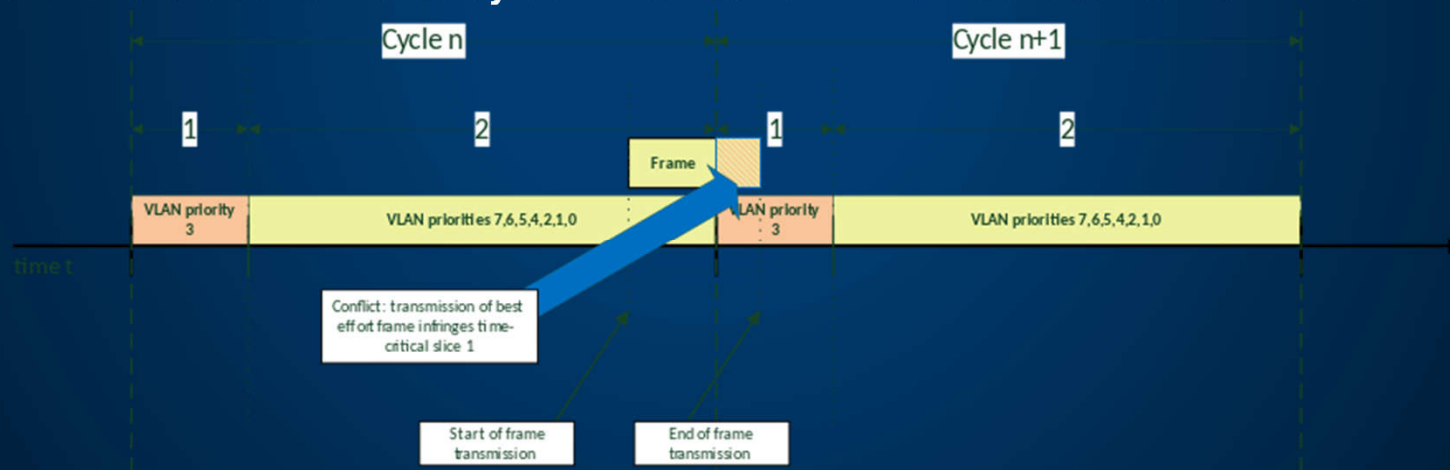 Cycle n
Cycle n+1
1
2
1
2
Frame
VLAN priority
3
VLAN priorities 7,6,5,4,2,1,0
VLAN priority
3
VLAN priorities 7,6,5,4,2,1,0
time t
Conflict: transmission of best
effort frame infringes time-
critical slice 1
Start of frame
transmission
End of frame
transmission